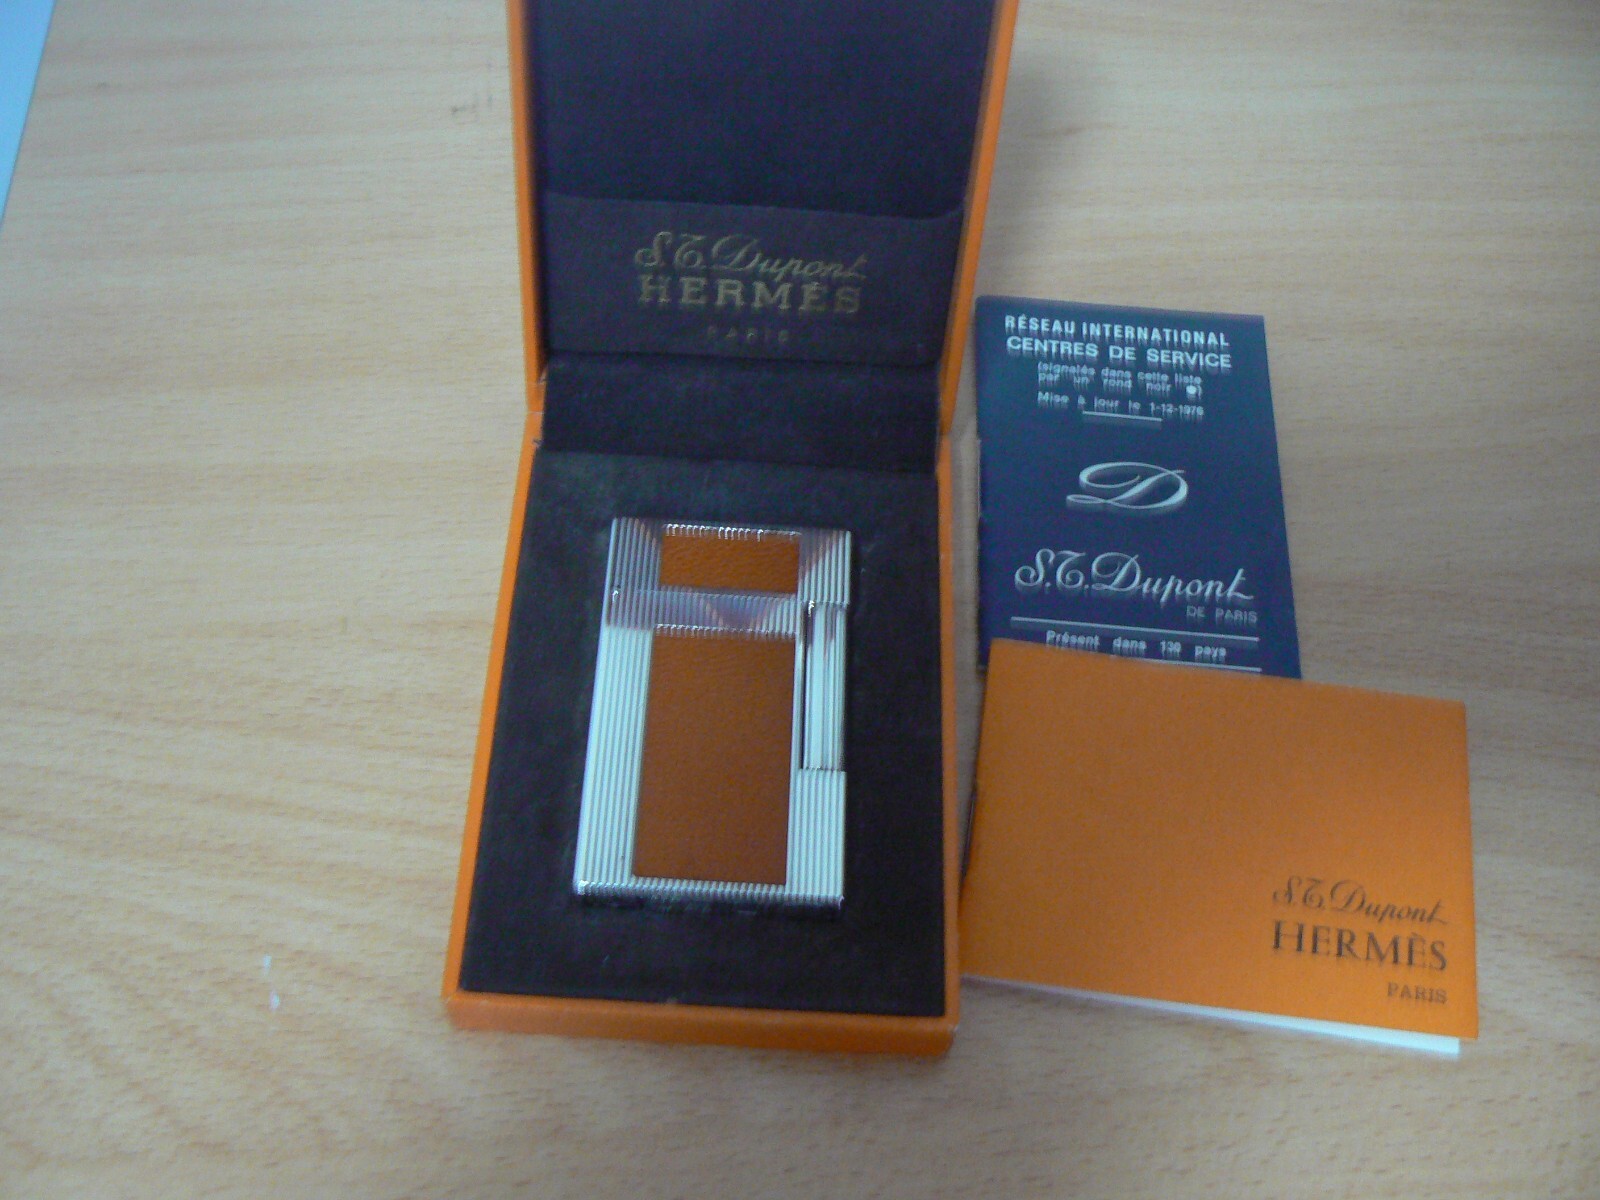 S.T. Dupont
HERMÈS
PARIS
RÉSEAU INTERNATIONAL
CENTRES DE SERVICE
(signalés dans cette liste
par un rond noir ●)
Mise à jour le 1-12-1976
D
S.T. Dupont
DE PARIS
Présent dans 130 pays
S.T. Dupont
HERMÈS
PARIS